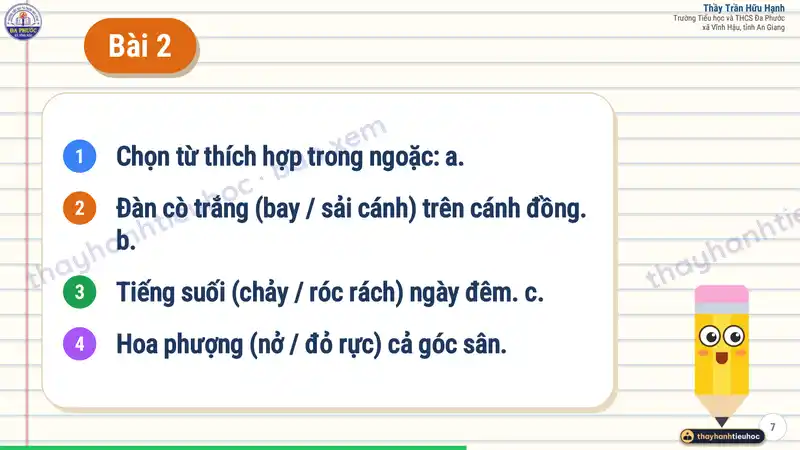 Thầy Trần Hữu Hạnh
Trường Tiểu học và THCS Đa Phước
xã Vĩnh Hậu, tỉnh An Giang
ĐA PHƯỚC
Bài 2
1 Chọn từ thích hợp trong ngoặc: a.
2 Đàn cò trắng (bay / sải cánh) trên cánh đồng.
b.
3 Tiếng suối (chảy / róc rách) ngày đêm. c.
4 Hoa phượng (nở / đỏ rực) cả góc sân.
7
thayhanhtieuhoc